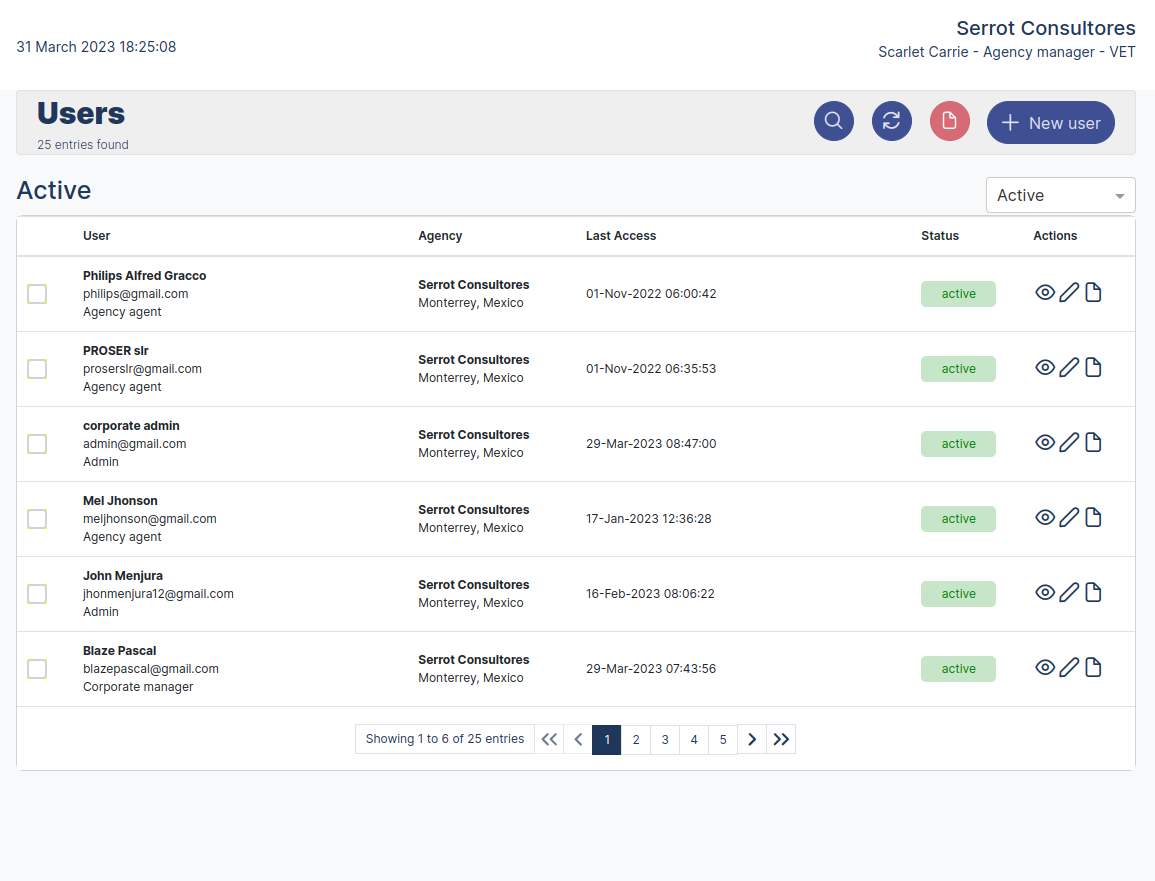 Serrot Consultores
31 March 2023 18:25:08
Scarlet Carrie - Agency manager - VET
Users
25 entries found
New user
Active
Active
User Agency Last Access Status Actions
Philips Alfred Gracco
philips@gmail.com
Agency agent
Serrot Consultores
Monterrey, Mexico
01-Nov-2022 06:00:42
active
PROSER slr
proserslr@gmail.com
Agency agent
Serrot Consultores
Monterrey, Mexico
01-Nov-2022 06:35:53
active
corporate admin
admin@gmail.com
Admin
Serrot Consultores
Monterrey, Mexico
29-Mar-2023 08:47:00
active
Mel Jhonson
meljhonson@gmail.com
Agency agent
Serrot Consultores
Monterrey, Mexico
17-Jan-2023 12:36:28
active
John Menjura
jhonmenjura12@gmail.com
Admin
Serrot Consultores
Monterrey, Mexico
16-Feb-2023 08:06:22
active
Blaze Pascal
blazepascal@gmail.com
Corporate manager
Serrot Consultores
Monterrey, Mexico
29-Mar-2023 07:43:56
active
Showing 1 to 6 of 25 entries 1 2 3 4 5